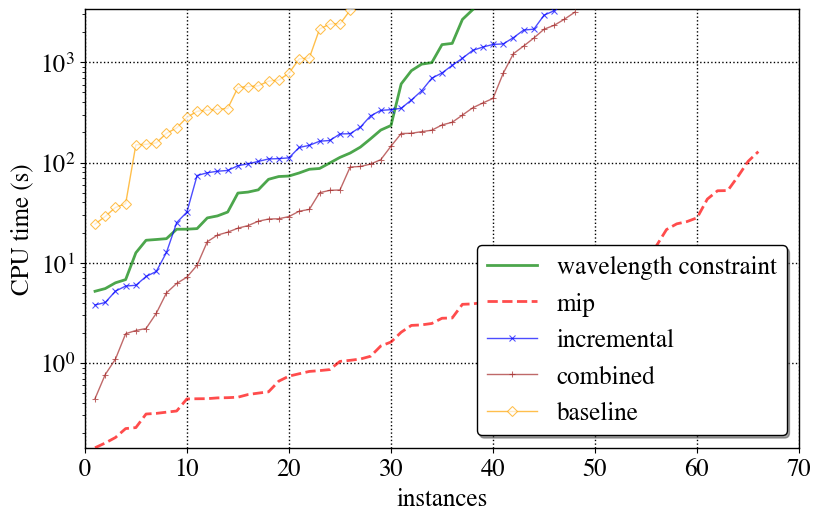 10³
10²
10¹
10⁰
CPU time (s)
0 10 20 30 40 50 60 70
instances
wavelength constraint
mip
incremental
combined
baseline